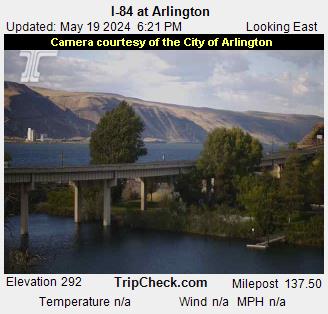 I-84 at Arlington
Updated: May 19 2024 6:21 PM Looking East
Camera courtesy of the City of Arlington
Elevation 292 TripCheck.com Milepost 137.50
Temperature n/a Wind n/a MPH n/a